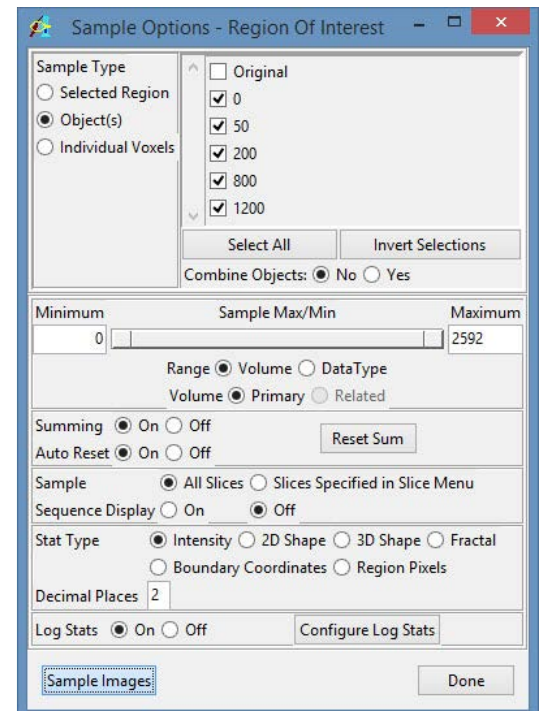 Sample Options - Region Of Interest
Sample Type
Selected Region
Object(s)
Individual Voxels
Original
0
50
200
800
1200
Select All Invert Selections
Combine Objects: No Yes
Minimum Sample Max/Min Maximum
0 2592
Range Volume DataType
Volume Primary Related
Summing On Off
Reset Sum
Auto Reset On Off
Sample All Slices Slices Specified in Slice Menu
Sequence Display On Off
Stat Type Intensity 2D Shape 3D Shape Fractal
Boundary Coordinates Region Pixels
Decimal Places 2
Log Stats On Off Configure Log Stats
Sample Images Done